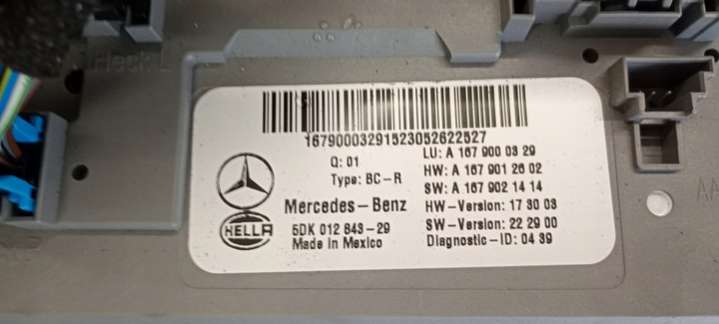 1679000329152305262‌2527
Q: 01
Type: BC-R
Mercedes-Benz
HELLA
5DK 012 843-29
Made in Mexico
LU: A 167 900 03 29
HW: A 167 901 26 02
SW: A 167 902 14 14
HW-Version: 17 30 03
SW-Version: 22 29 00
Diagnostic-ID: 04 39